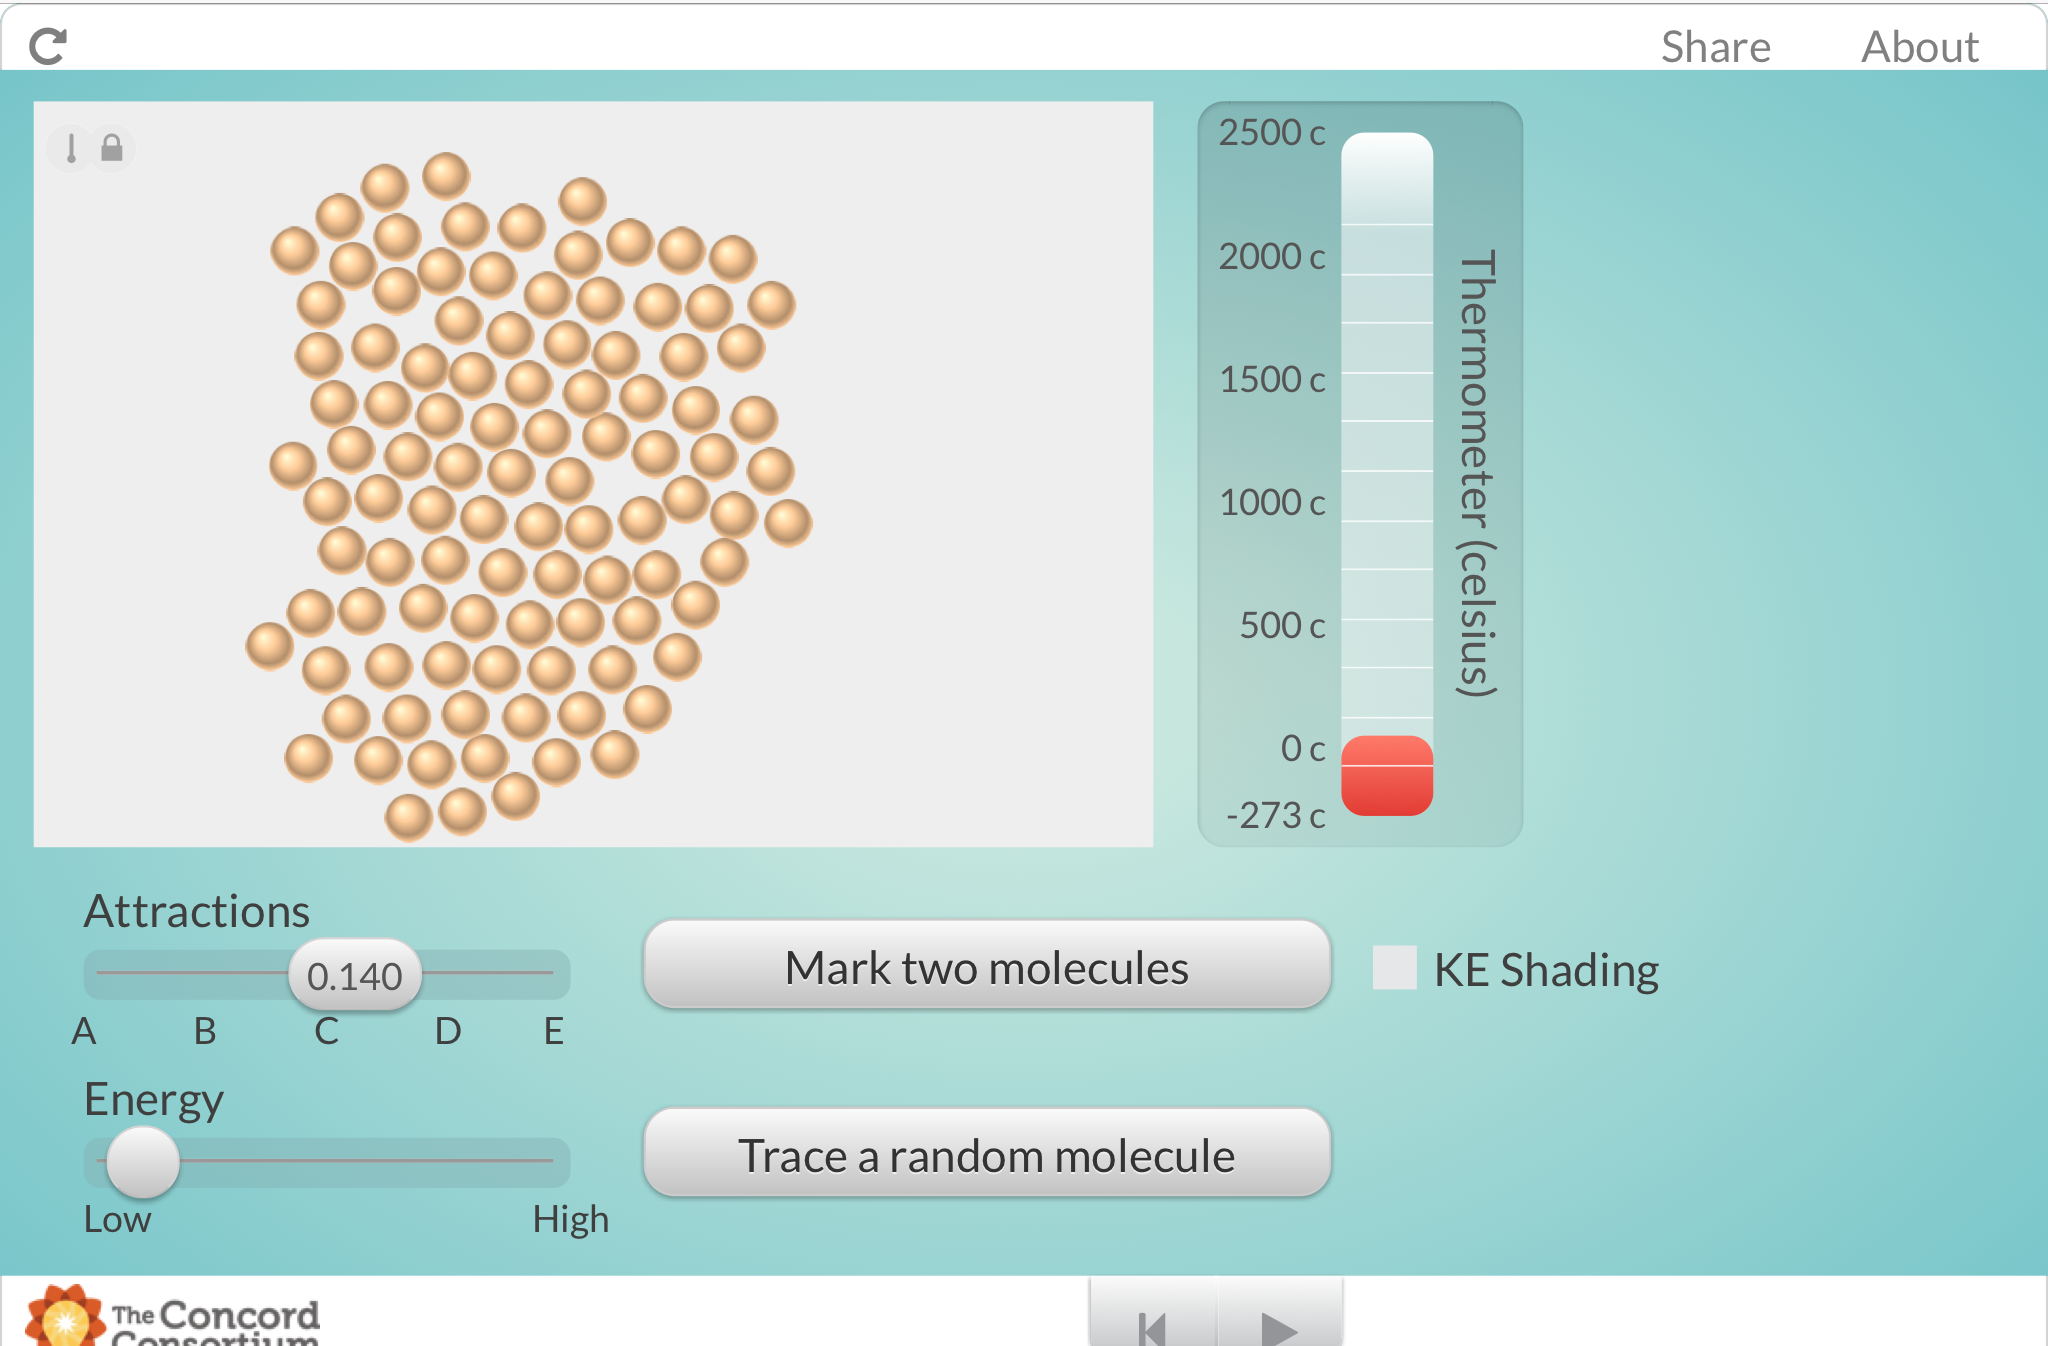 Share About
2500 c
2000 c
1500 c
1000 c
500 c
0 c
-273 c
Thermometer (celsius)
Attractions
0.140
A B C D E
Mark two molecules
KE Shading
Energy
Low High
Trace a random molecule
The Concord
Consortium